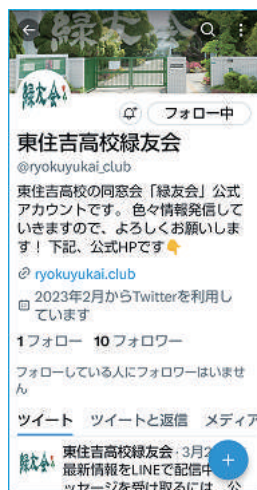 緑友会
緑友会
フォロー中
東住吉高校緑友会
@ryokuyukai_club
東住吉高校の同窓会「緑友会」公式
アカウントです。 色々情報発信して
いきますので、よろしくお願いしま
す！ 下記、公式HPです👇
ryokuyukai.club
2023年2月からTwitterを利用し
ています
1フォロー 10フォロワー
フォローしている人にフォロワーはいませ
ん
ツイート ツイートと返信 メディア
緑友会 東住吉高校緑友会 · 3月2
最新情報をLINEで配信中
ッセージを受け取るには、公